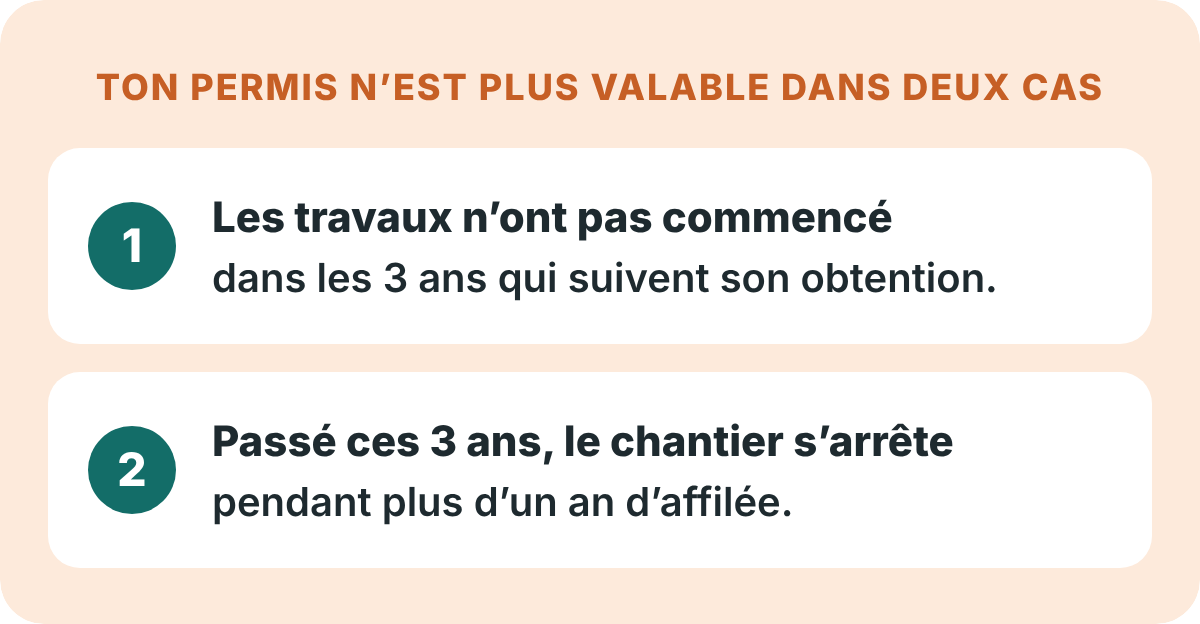 TON PERMIS N’EST PLUS VALABLE DANS DEUX CAS
1
Les travaux n’ont pas commencé
dans les 3 ans qui suivent son obtention.
2
Passé ces 3 ans, le chantier s’arrête
pendant plus d’un an d’affilée.